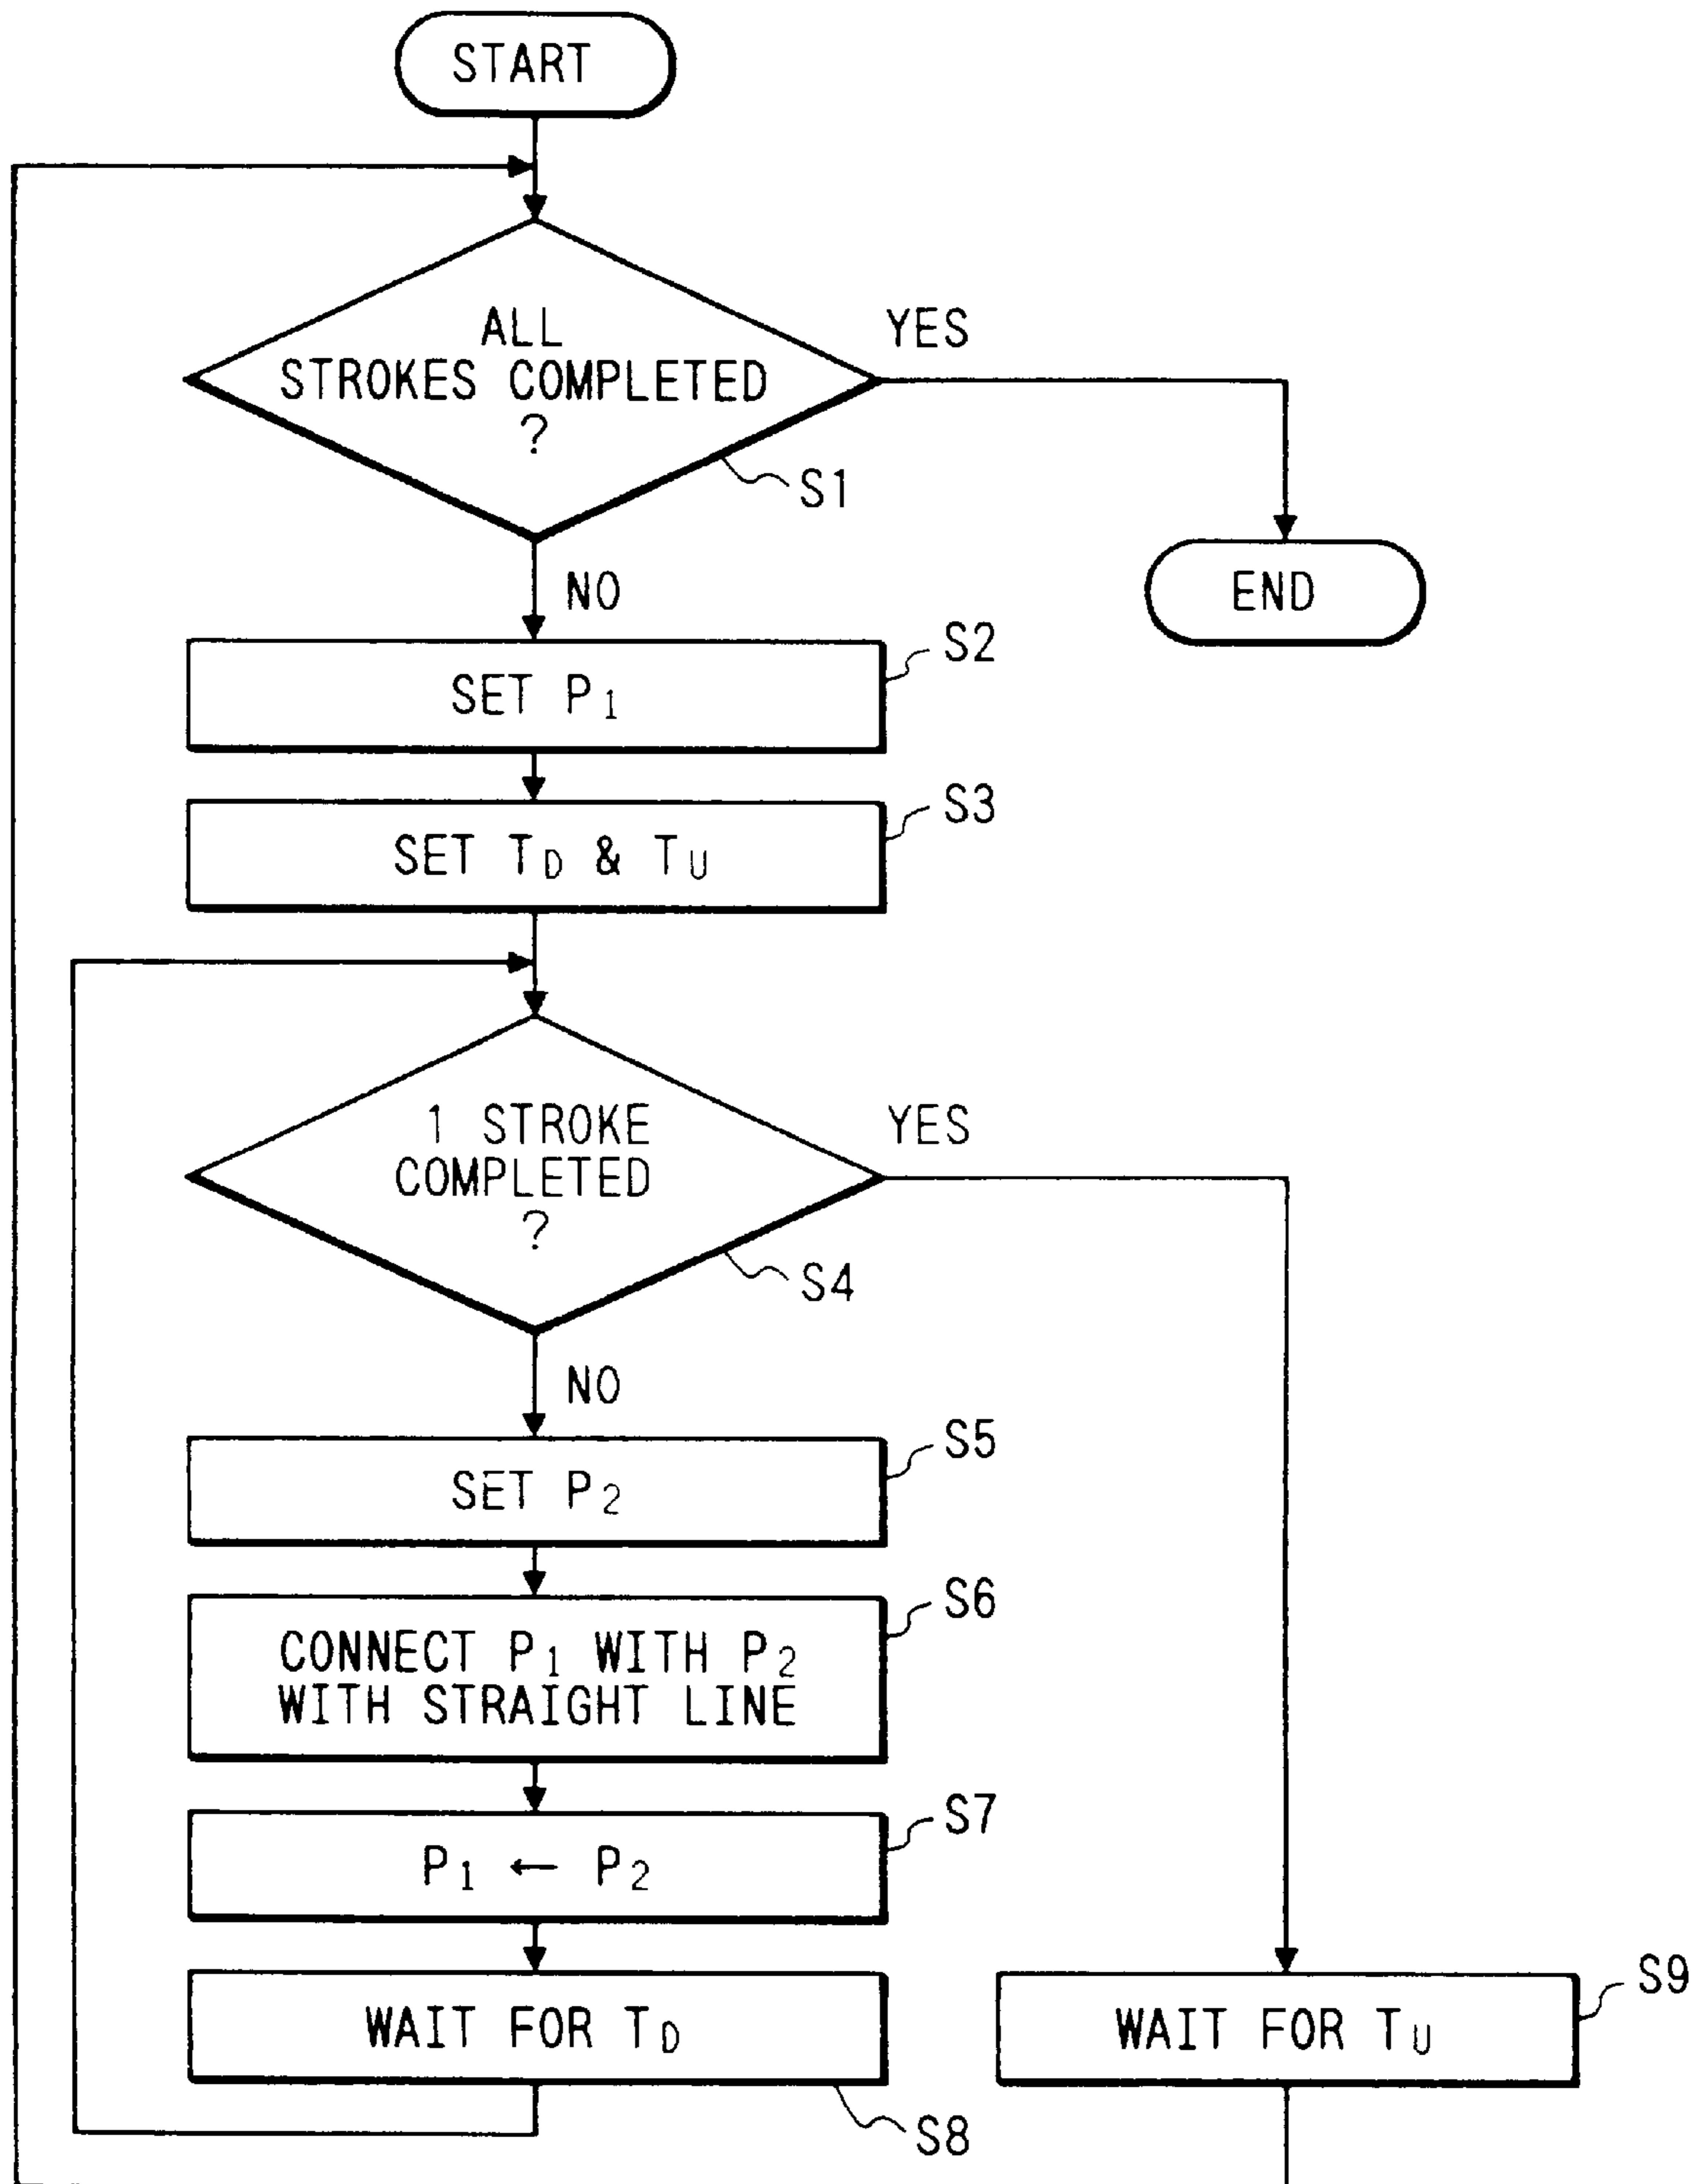 START
ALL
STROKES COMPLETED
?
YES
S1
NO
END
S2
SET P1
S3
SET TD & TU
1 STROKE
COMPLETED
?
YES
S4
NO
S5
SET P2
S6
CONNECT P1 WITH P2
WITH STRAIGHT LINE
S7
P1 ← P2
WAIT FOR TD
S8
S9
WAIT FOR TU